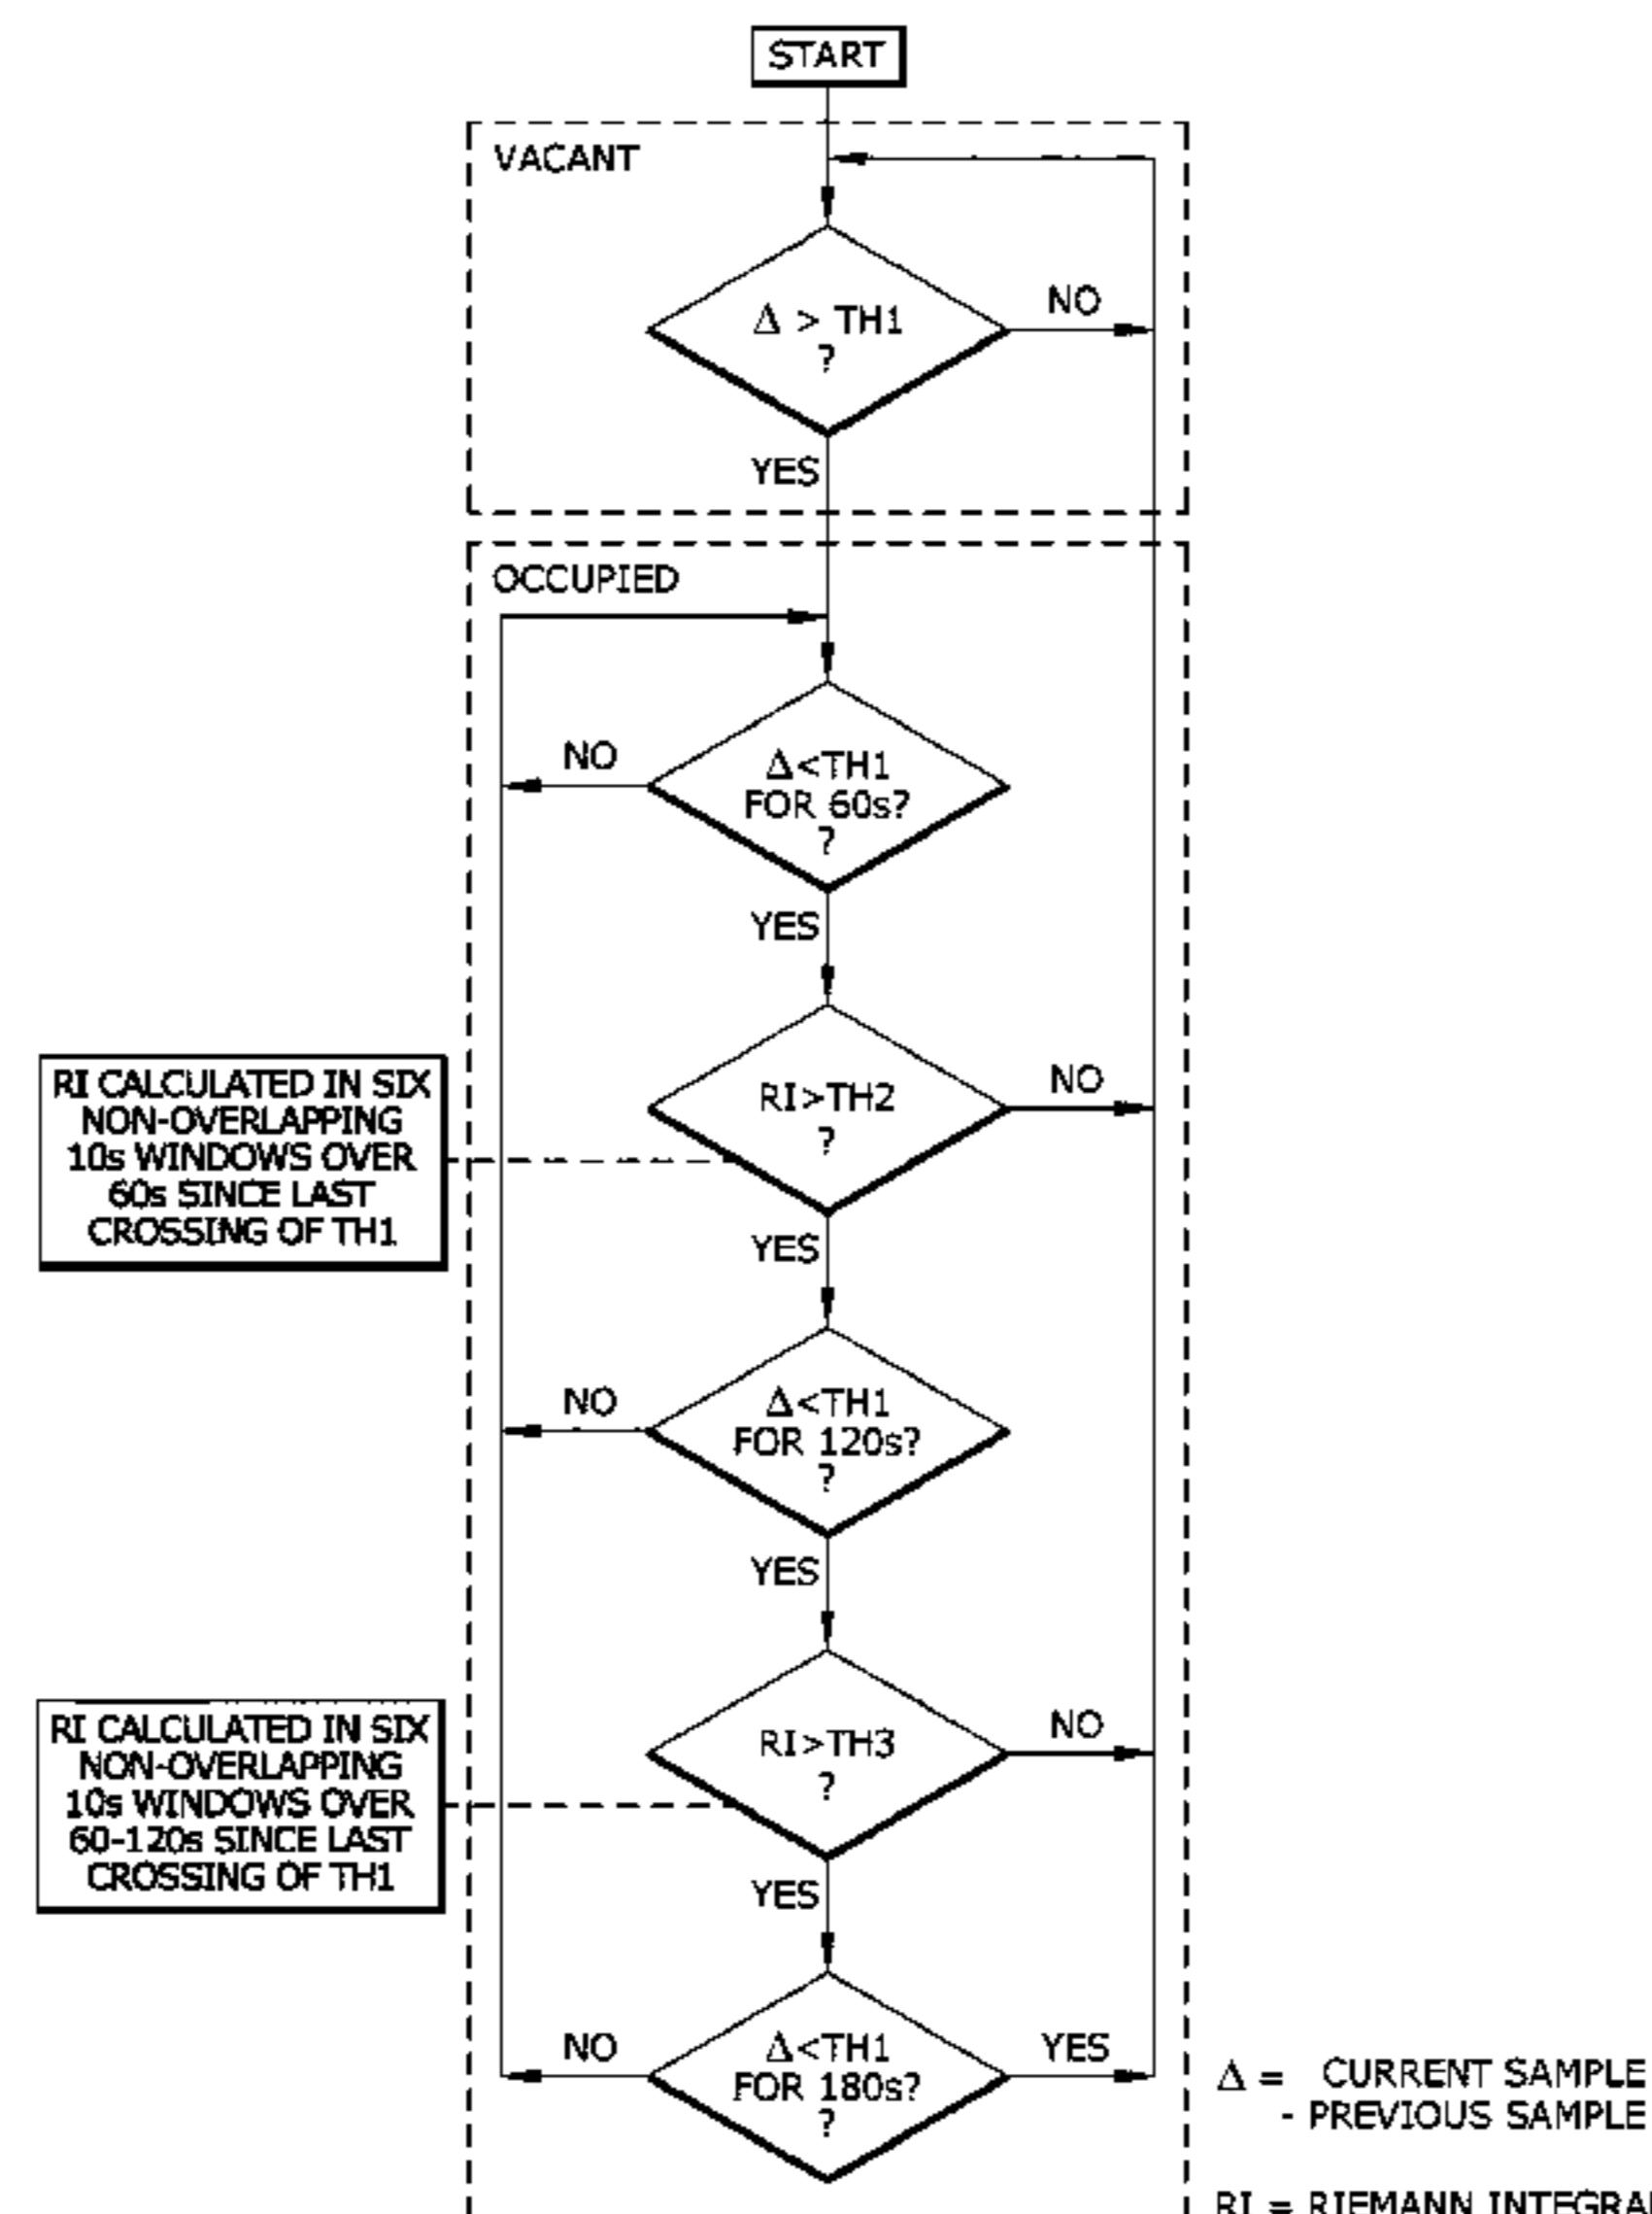 START
VACANT
Δ > TH1
?
NO
YES
OCCUPIED
NO
Δ<TH1
FOR 60s?
?
YES
RI CALCULATED IN SIX
NON-OVERLAPPING
10s WINDOWS OVER
60s SINCE LAST
CROSSING OF TH1
RI>TH2
?
NO
YES
NO
Δ<TH1
FOR 120s?
?
YES
RI CALCULATED IN SIX
NON-OVERLAPPING
10s WINDOWS OVER
60-120s SINCE LAST
CROSSING OF TH1
RI>TH3
?
NO
YES
NO
Δ<TH1
FOR 180s?
?
YES
Δ = CURRENT SAMPLE
- PREVIOUS SAMPLE
RI = RIEMANN INTEGRAL